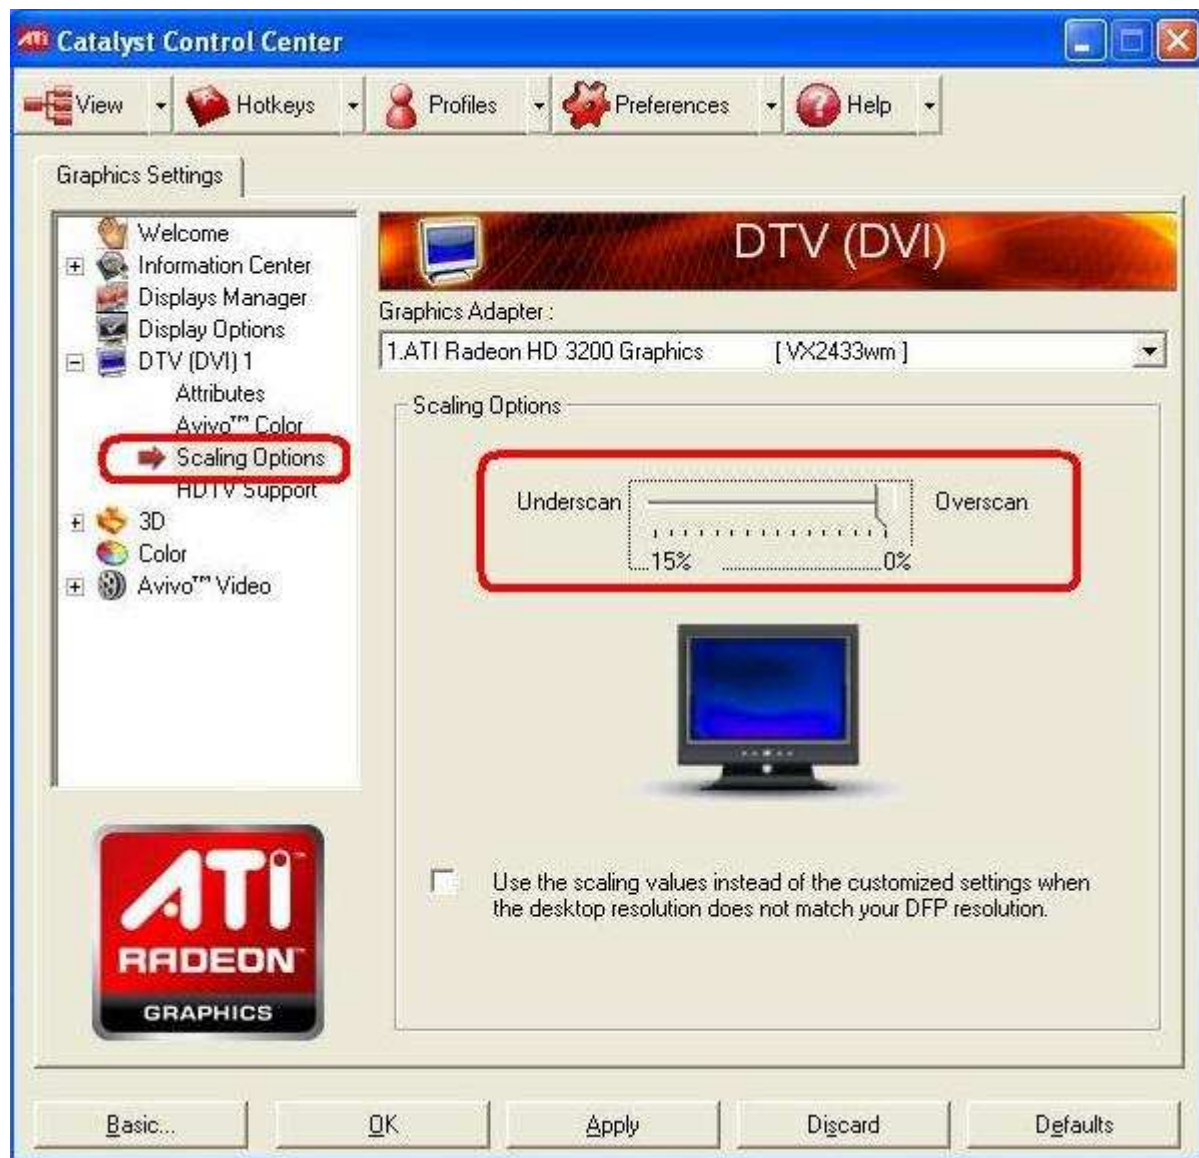 ATI Catalyst Control Center
View Hotkeys Profiles Preferences Help
Graphics Settings
Welcome
Information Center
Displays Manager
Display Options
DTV (DVI) 1
Attributes
Avivo™ Color
Scaling Options
HDTV Support
3D
Color
Avivo™ Video
ATI™
RADEON™
GRAPHICS
DTV (DVI)
Graphics Adapter :
1.ATI Radeon HD 3200 Graphics [ VX2433wm ]
Scaling Options
Underscan Overscan
15% 0%
Use the scaling values instead of the customized settings when
the desktop resolution does not match your DFP resolution.
Basic... OK Apply Discard Defaults